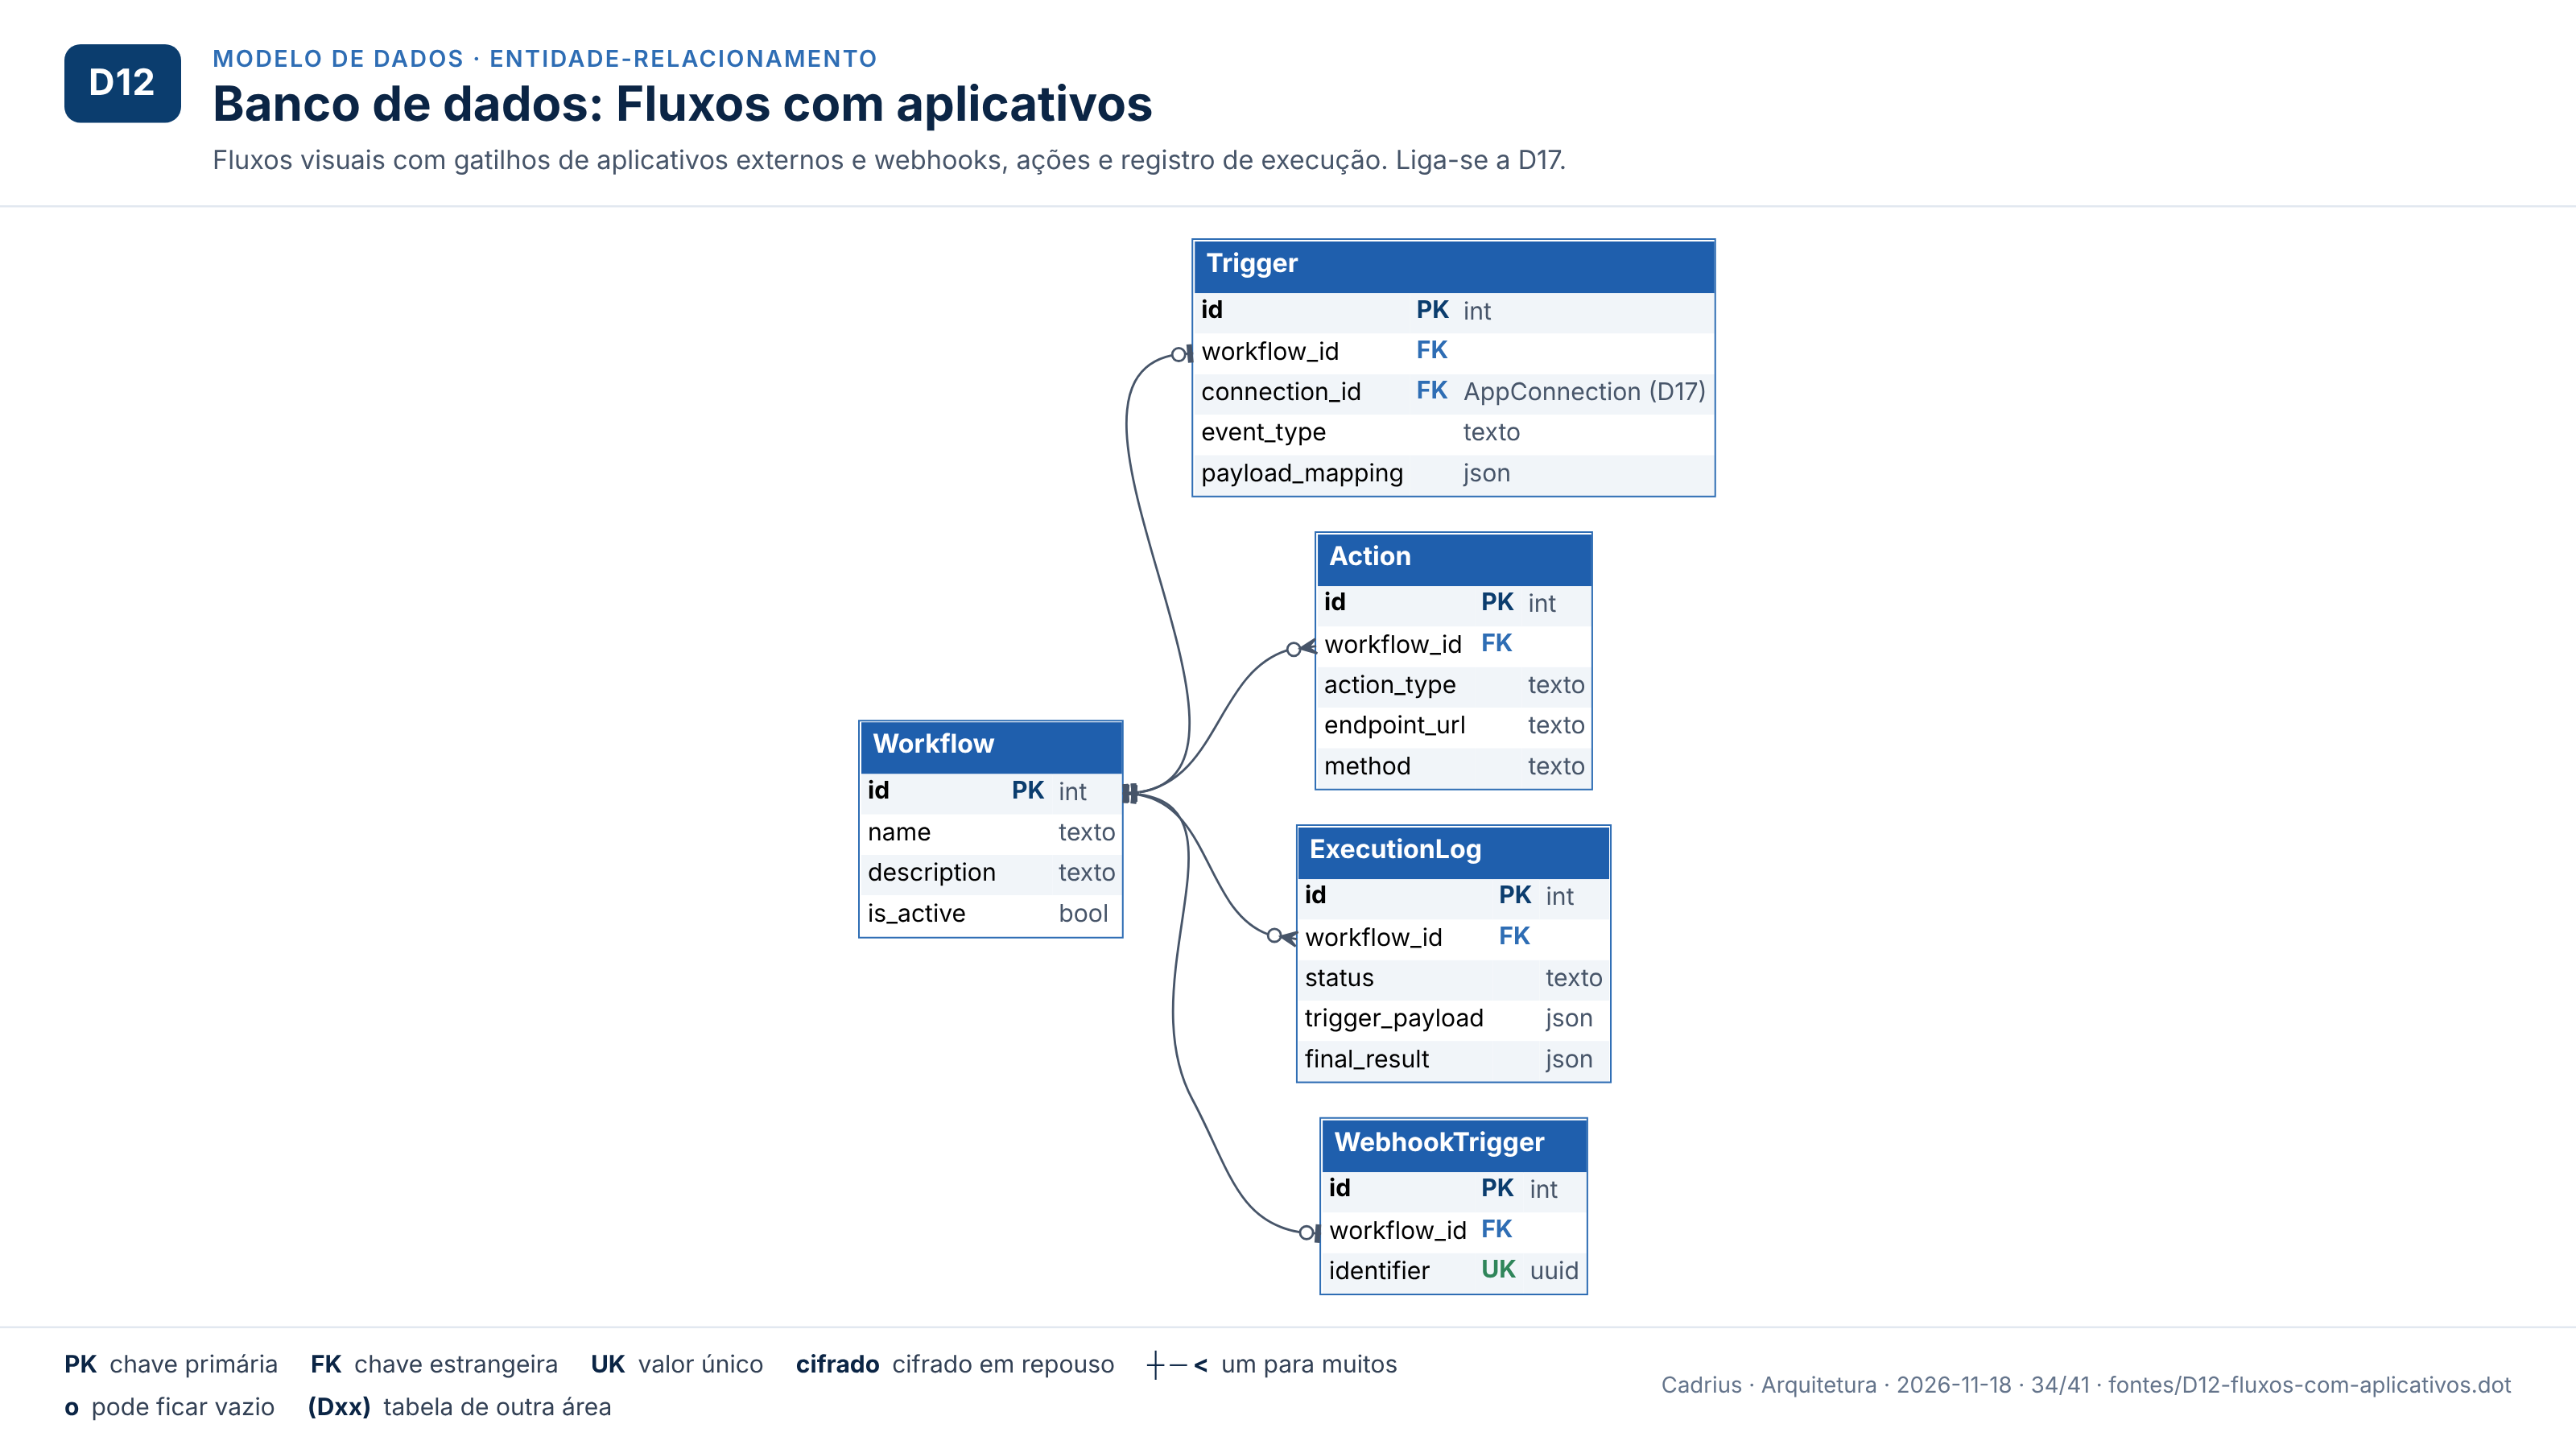 D12
MODELO DE DADOS · ENTIDADE-RELACIONAMENTO
Banco de dados: Fluxos com aplicativos
Fluxos visuais com gatilhos de aplicativos externos e webhooks, ações e registro de execução. Liga-se a D17.
Trigger
id PK int
workflow_id FK
connection_id FK AppConnection (D17)
event_type texto
payload_mapping json
Action
id PK int
workflow_id FK
action_type texto
endpoint_url texto
method texto
Workflow
id PK int
name texto
description texto
is_active bool
ExecutionLog
id PK int
workflow_id FK
status texto
trigger_payload json
final_result json
WebhookTrigger
id PK int
workflow_id FK
identifier UK uuid
PK chave primária FK chave estrangeira UK valor único cifrado cifrado em repouso ┼─< um para muitos
o pode ficar vazio (Dxx) tabela de outra área
Cadrius · Arquitetura · 2026-11-18 · 34/41 · fontes/D12-fluxos-com-aplicativos.dot